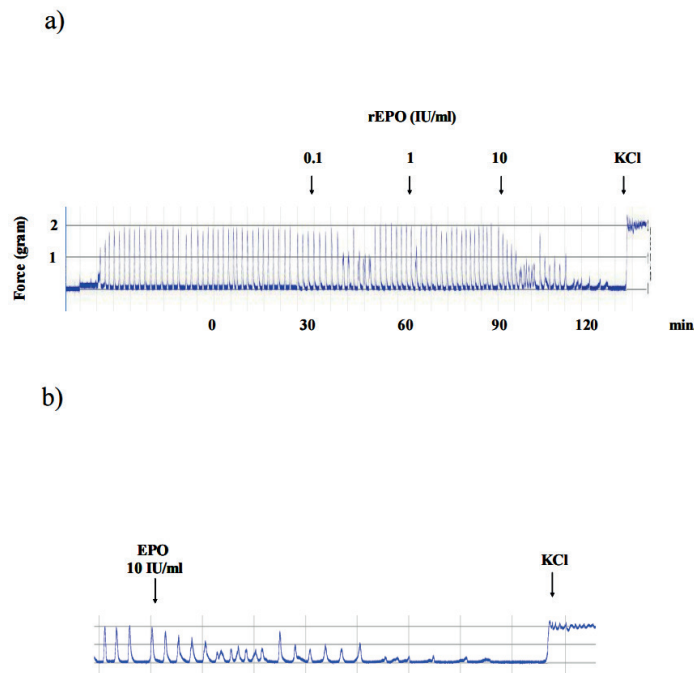 a)
rEPO (IU/ml)
0.1 1 10 KCl
2
1
Force (gram)
0 30 60 90 120 min
b)
EPO
10 IU/ml
KCl